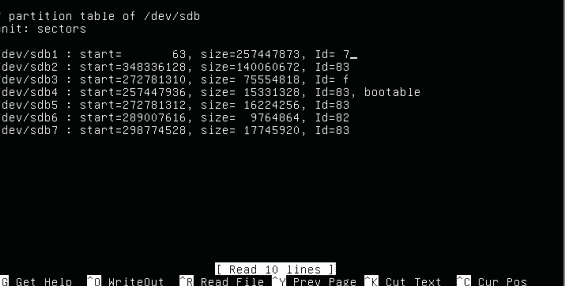 partition table of /dev/sdb
nit: sectors
dev/sdb1 : start=       63, size=257447873, Id= 7_
dev/sdb2 : start=348336128, size=140060672, Id=83
dev/sdb3 : start=272781310, size= 75554818, Id= f
dev/sdb4 : start=257447936, size= 15331328, Id=83, bootable
dev/sdb5 : start=272781312, size= 16224256, Id=83
dev/sdb6 : start=289007616, size=  9764864, Id=82
dev/sdb7 : start=298774528, size= 17745920, Id=83
[ Read 10 lines ]
G Get Help  ^O WriteOut  ^R Read File ^Y Prev Page ^K Cut Text  ^C Cur Pos